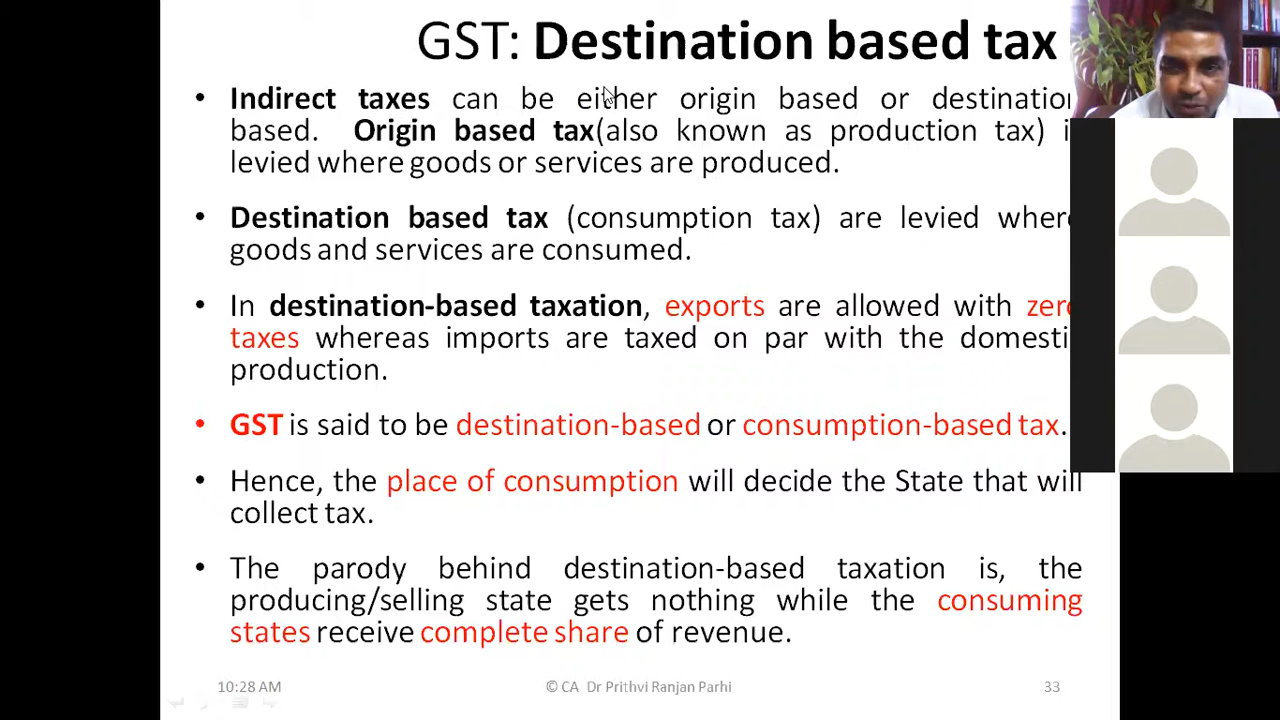 GST: Destination based tax
• Indirect taxes can be either origin based or destination
based. Origin based tax(also known as production tax) i
levied where goods or services are produced.
• Destination based tax (consumption tax) are levied where
goods and services are consumed.
• In destination-based taxation, exports are allowed with zero
taxes whereas imports are taxed on par with the domesti
production.
• GST is said to be destination-based or consumption-based tax.
• Hence, the place of consumption will decide the State that will
collect tax.
• The parody behind destination-based taxation is, the
producing/selling state gets nothing while the consuming
states receive complete share of revenue.
10:28 AM © CA Dr Prithvi Ranjan Parhi 33